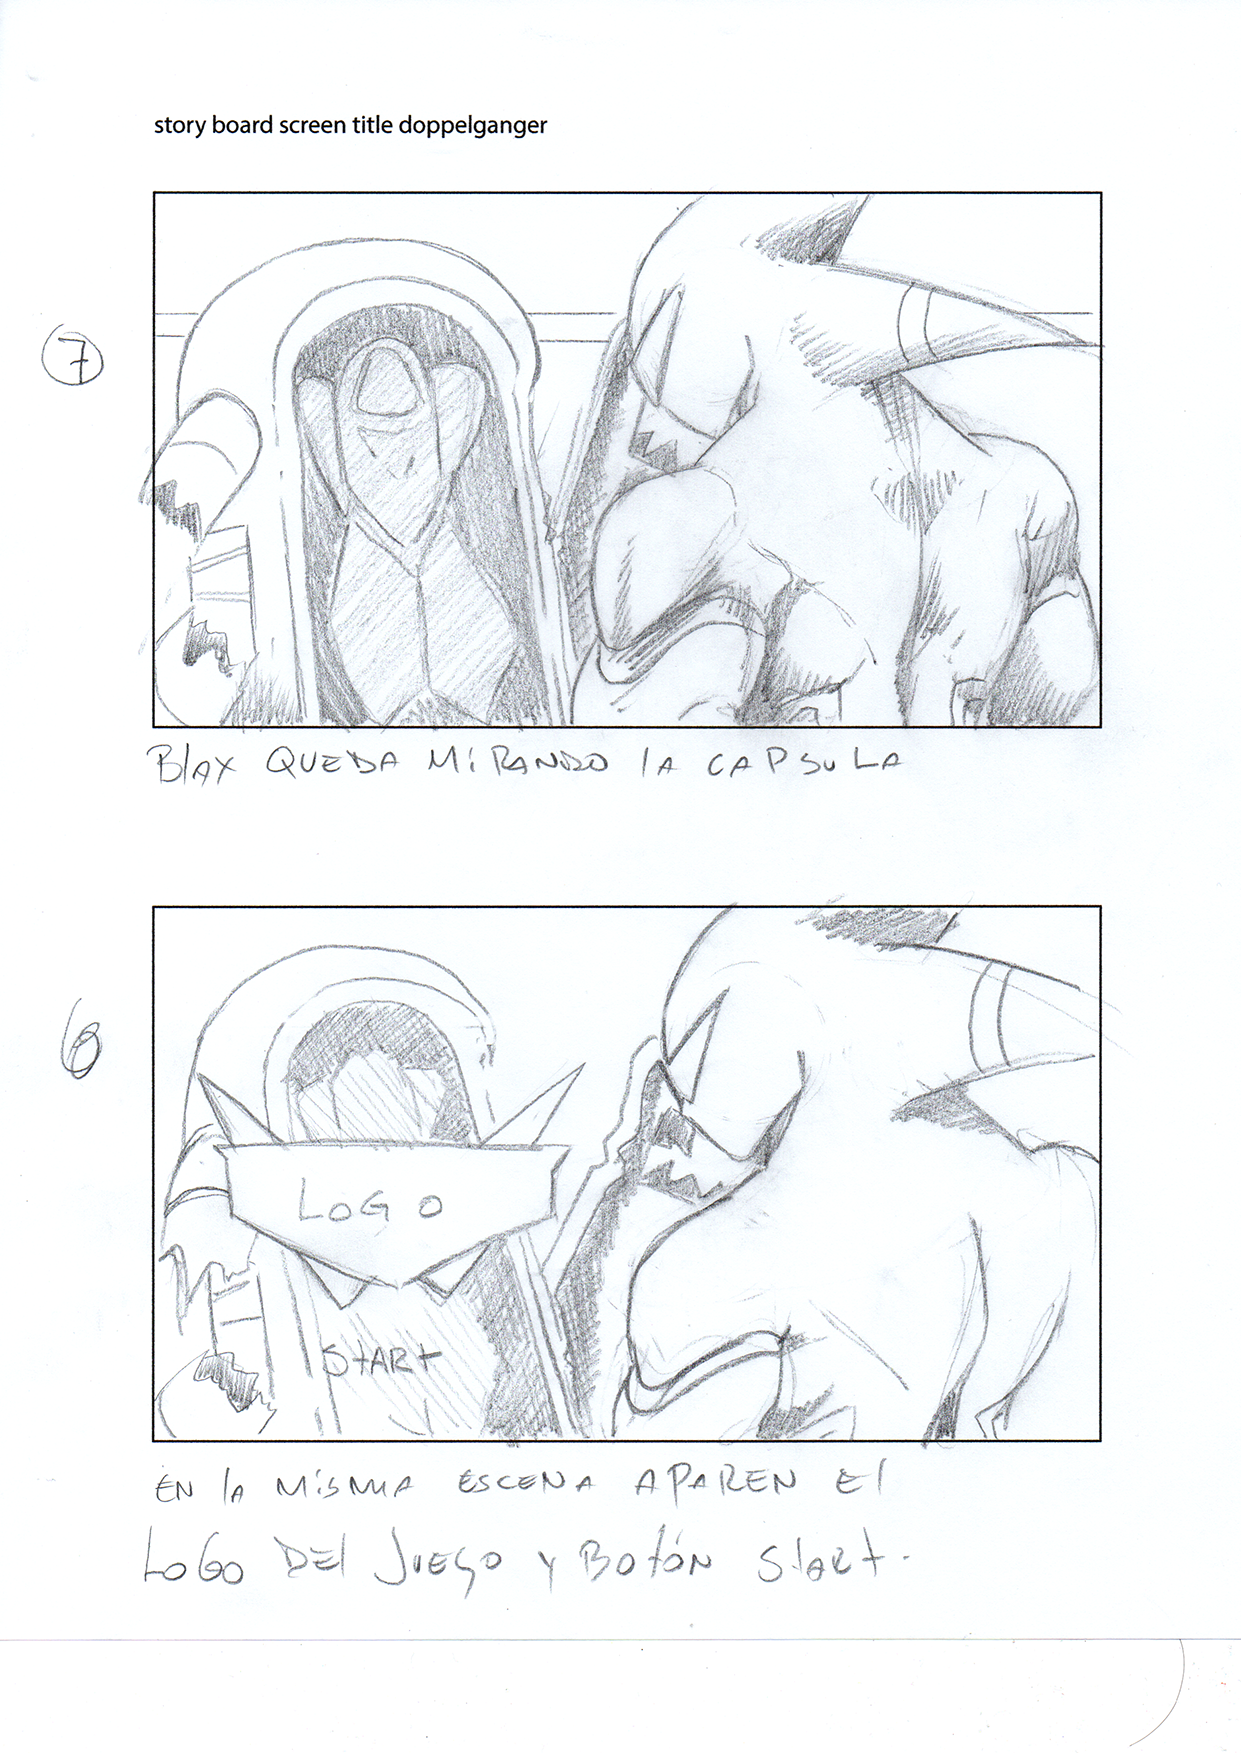 story board screen title doppelganger
7
Blax QUEDA MiRANDO lA CAPSULA
LOGO
START
EN lA MiSMA ESCENA APAREN El
LOGO DEL JUEGO Y BOTÓN START.